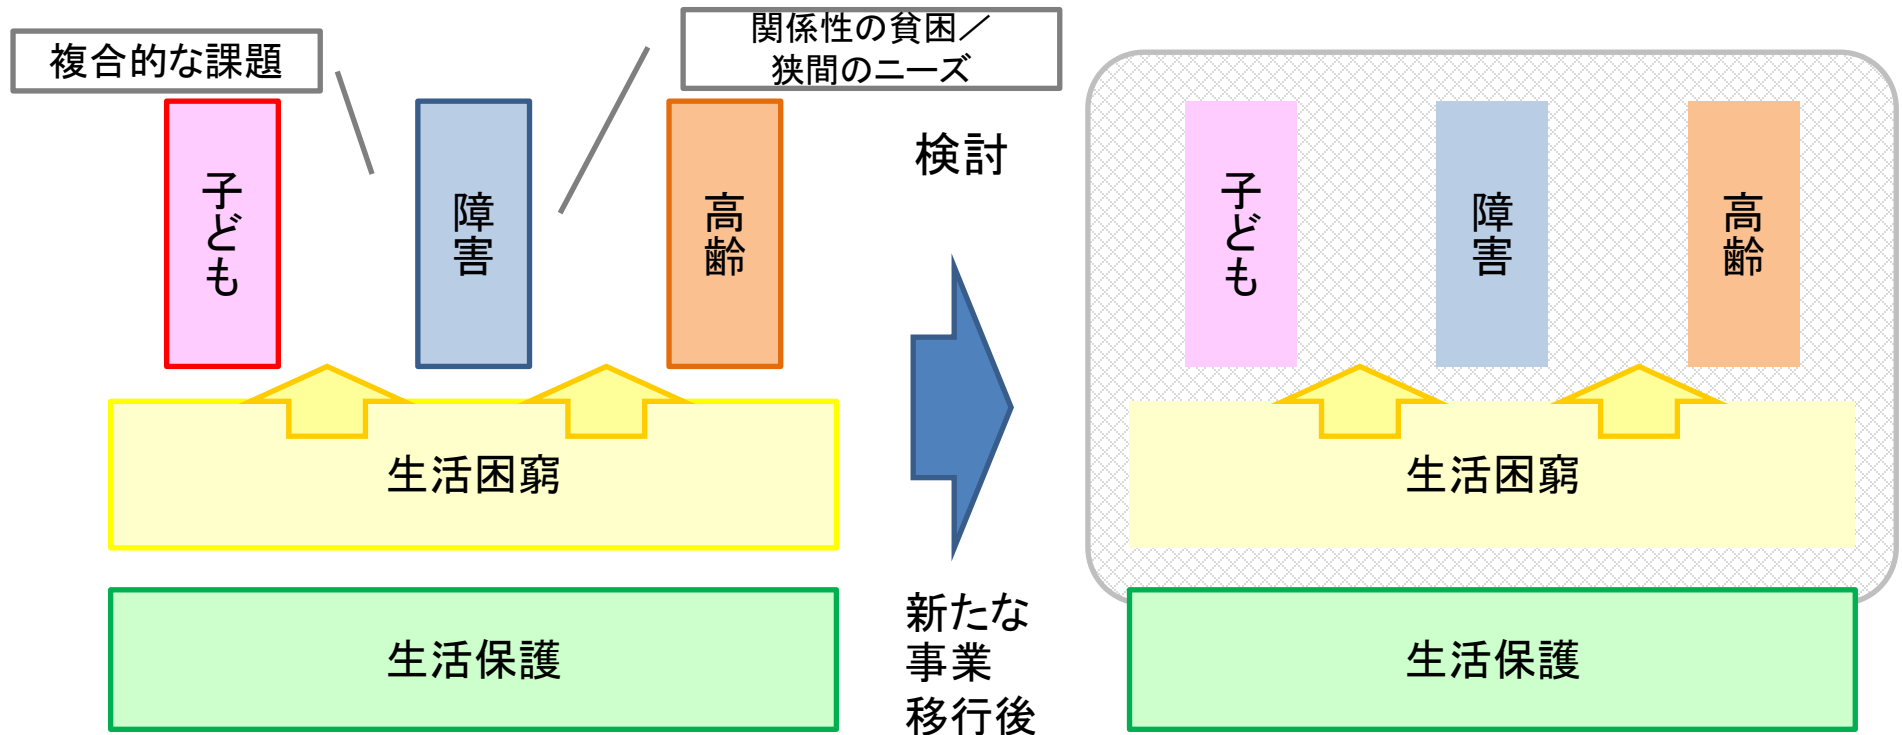 複合的な課題
関係性の貧困／
狭間のニーズ
子ども
障害
高齢
生活困窮
生活保護
検討
新たな
事業
移行後
子ども
障害
高齢
生活困窮
生活保護